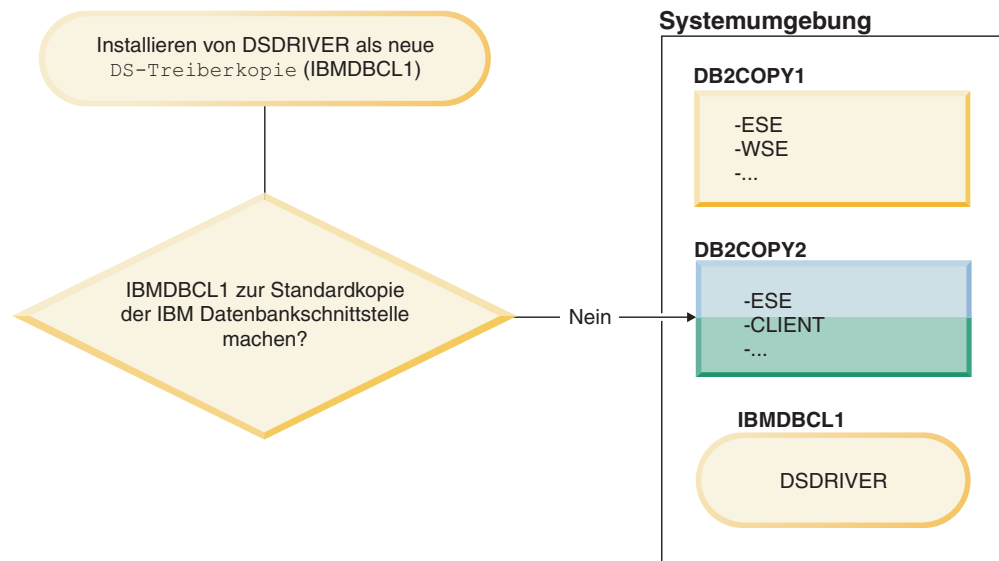 Installieren von DSDRIVER als neue
DS-Treiberkopie (IBMDBCL1)
IBMDBCL1 zur Standardkopie
der IBM Datenbankschnittstelle
machen?
Nein
Systemumgebung
DB2COPY1
-ESE
-WSE
-...
DB2COPY2
-ESE
-CLIENT
-...
IBMDBCL1
DSDRIVER